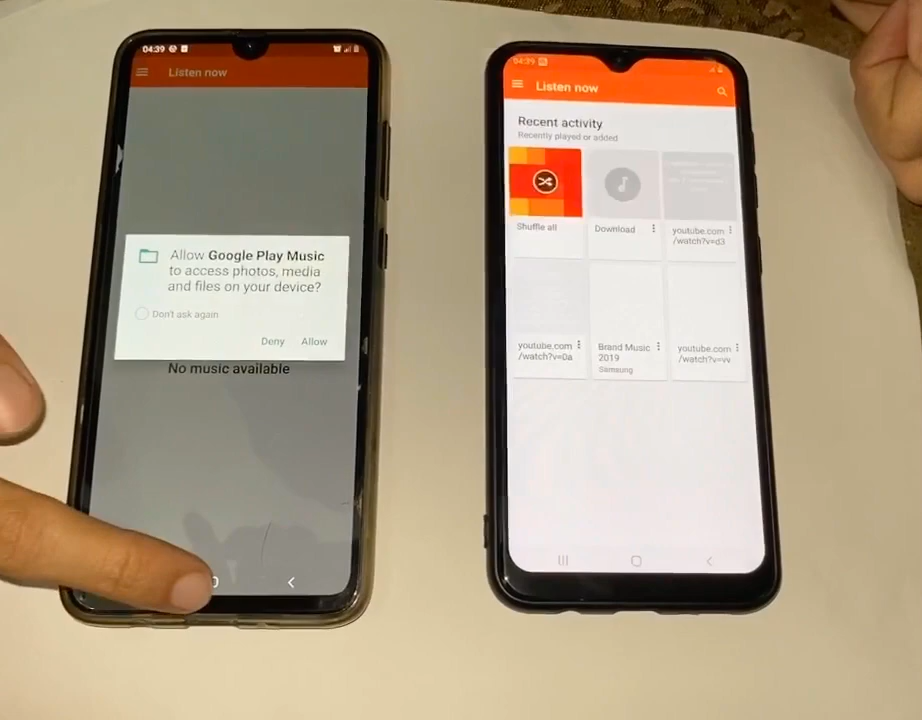 04:39
Listen now
Allow Google Play Music
to access photos, media
and files on your device?
Don't ask again
Deny Allow
No music available
04:39
Listen now
Recent activity
Recently played or added
Shuffle all
Download
youtube.com
/watch?v=d3
youtube.com
/watch?v=Da
Brand Music
2019
Samsung
youtube.com
/watch?v=vv